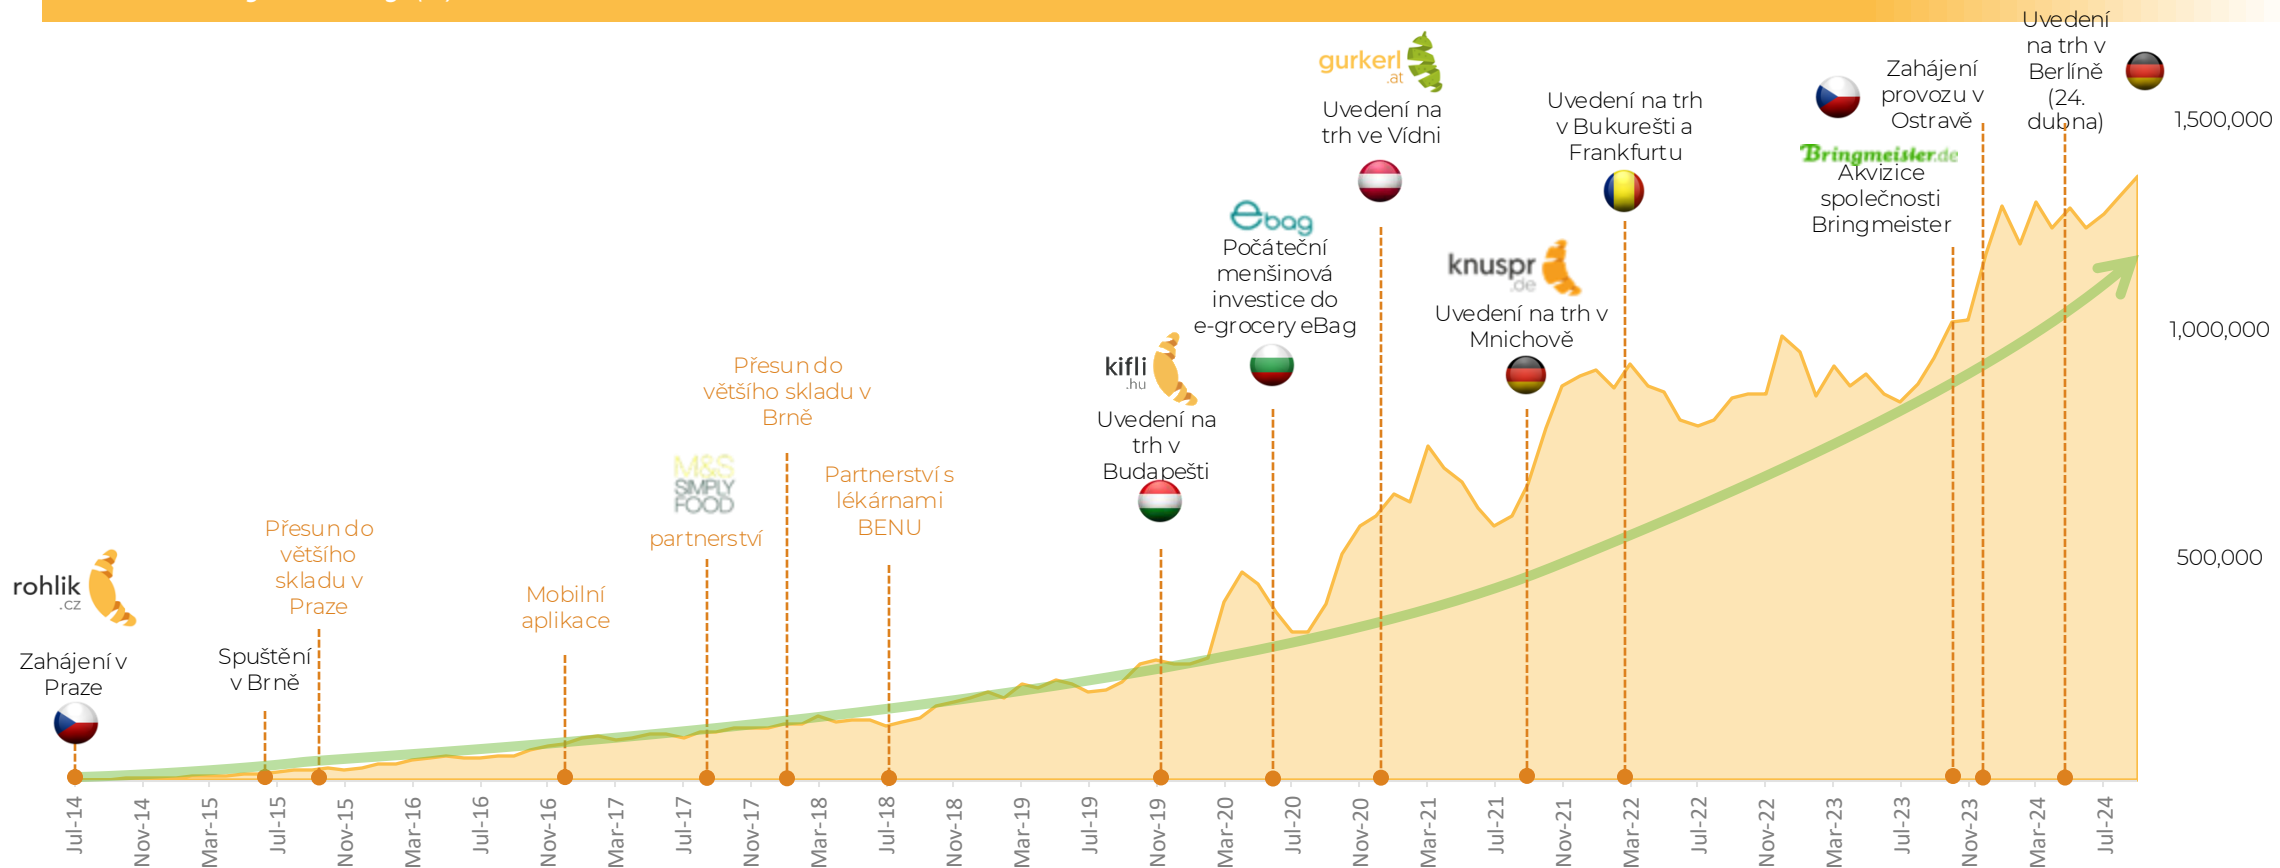 rohlik
.cz
Zahájení v
Praze
Spuštění
v Brně
Přesun do
většího
skladu v
Praze
Mobilní
aplikace
M&S
SIMPLY
FOOD
partnerství
Přesun do
většího skladu v
Brně
Partnerství s
lékárnami
BENU
kifli
.hu
Uvedení na
trh v
Budapešti
ebag
Počáteční
menšinová
investice do
e-grocery eBag
gurkerl
.at
Uvedení na
trh ve Vídni
knuspr
.de
Uvedení na trh v
Mnichově
Uvedení na trh
v Bukurešti a
Frankfurtu
Bringmeister.de
Akvizice
společnosti
Bringmeister
Zahájení
provozu v
Ostravě
Uvedení
na trh v
Berlíně
(24.
dubna)
1,500,000
1,000,000
500,000
Jul-14
Nov-14
Mar-15
Jul-15
Nov-15
Mar-16
Jul-16
Nov-16
Mar-17
Jul-17
Nov-17
Mar-18
Jul-18
Nov-18
Mar-19
Jul-19
Nov-19
Mar-20
Jul-20
Nov-20
Mar-21
Jul-21
Nov-21
Mar-22
Jul-22
Nov-22
Mar-23
Jul-23
Nov-23
Mar-24
Jul-24